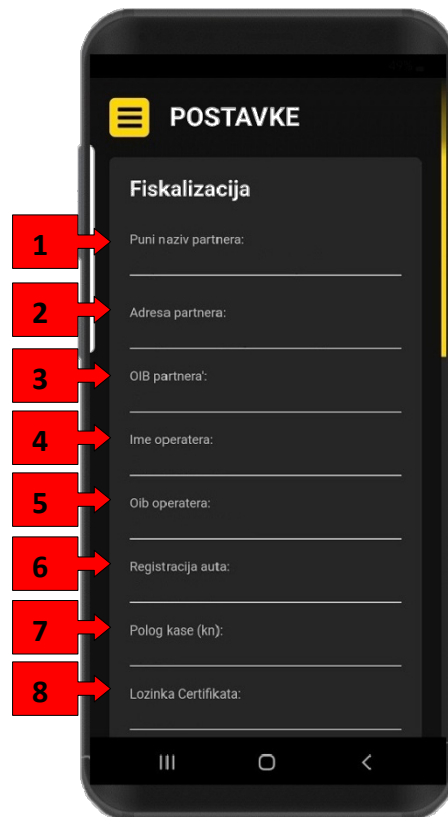 POSTAVKE
Fiskalizacija
1 Puni naziv partnera:
2 Adresa partnera:
3 OIB partnera':
4 Ime operatera:
5 Oib operatera:
6 Registracija auta:
7 Polog kase (kn):
8 Lozinka Certifikata: